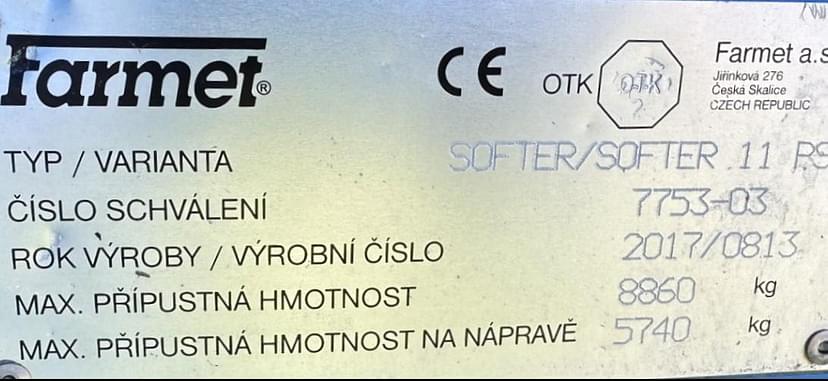 Farmet®
CE OTK OTK 2
Farmet a.s
Jiřinková 276
Česká Skalice
CZECH REPUBLIC
TYP / VARIANTA SOFTER/SOFTER 11 PS
ČÍSLO SCHVÁLENÍ 7753-03
ROK VÝROBY / VÝROBNÍ ČÍSLO 2017/0813
MAX. PŘÍPUSTNÁ HMOTNOST 8860 kg
MAX. PŘÍPUSTNÁ HMOTNOST NA NÁPRAVĚ 5740 kg